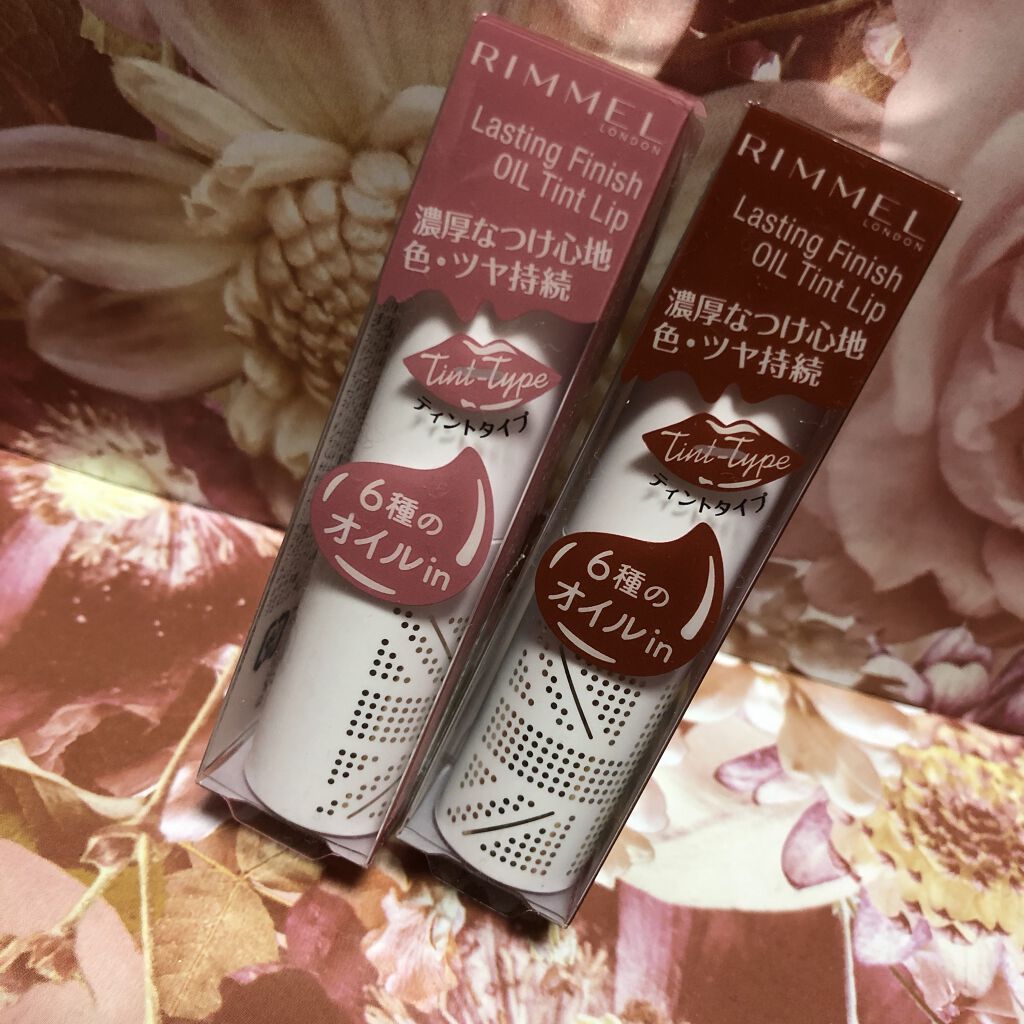 RIMMEL
LONDON
Lasting Finish
OIL Tint Lip
濃厚なつけ心地
色・ツヤ持続
Tint-Type
ティントタイプ
6種の
オイルin
RIMMEL
LONDON
Lasting Finish
OIL Tint Lip
濃厚なつけ心地
色・ツヤ持続
Tint-Type
ティントタイプ
6種の
オイルin